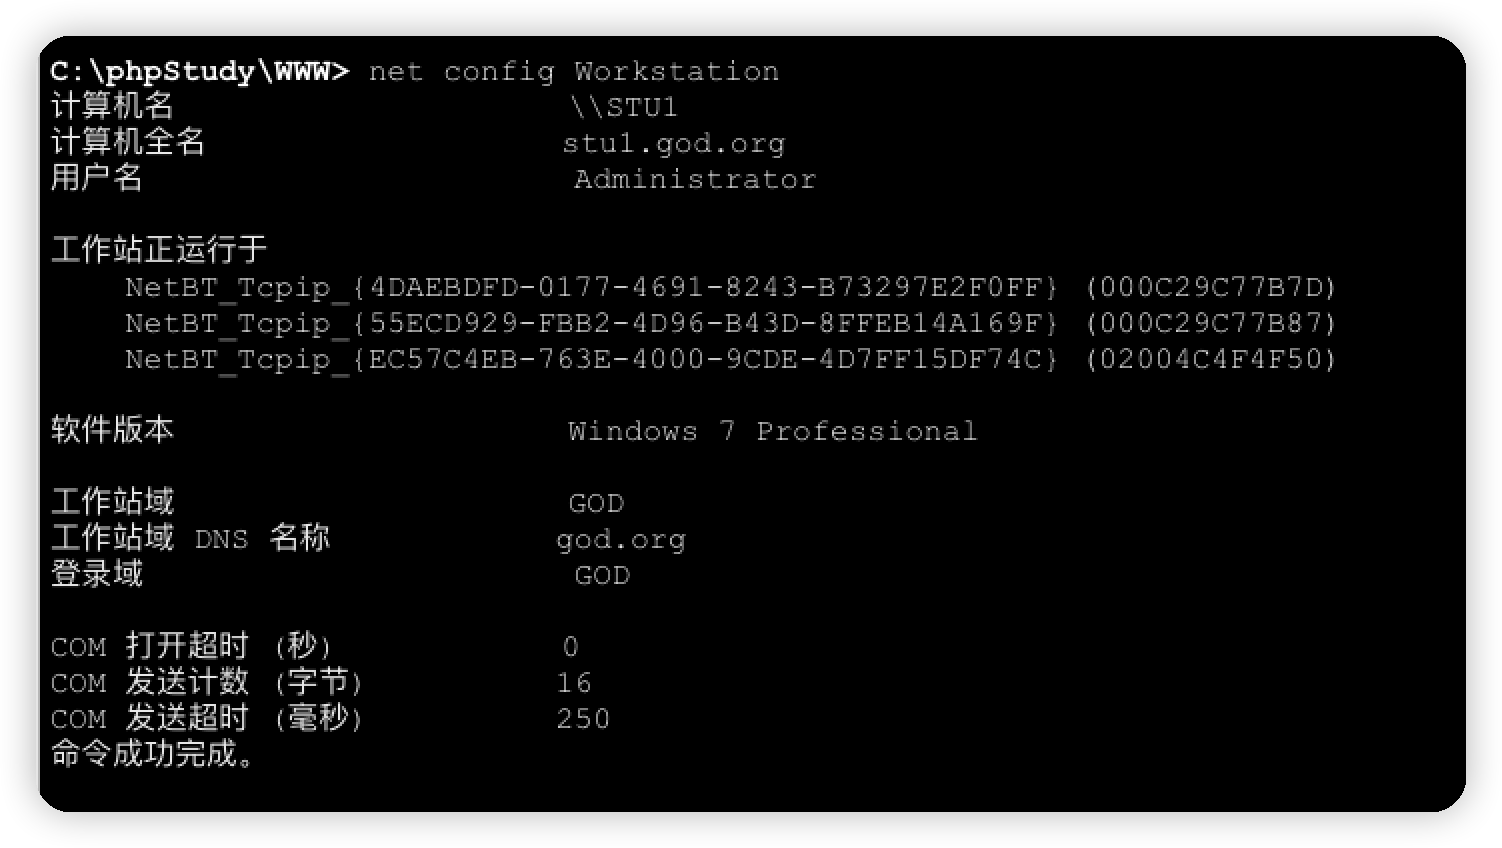 C:\phpStudy\WWW> net config Workstation
计算机名 \\STU1
计算机全名 stu1.god.org
用户名 Administrator
工作站正运行于
NetBT_Tcpip_{4DAEBDFD-0177-4691-8243-B73297E2F0FF} (000C29C77B7D)
NetBT_Tcpip_{55ECD929-FBB2-4D96-B43D-8FFEB14A169F} (000C29C77B87)
NetBT_Tcpip_{EC57C4EB-763E-4000-9CDE-4D7FF15DF74C} (02004C4F4F50)
软件版本 Windows 7 Professional
工作站域 GOD
工作站域 DNS 名称 god.org
登录域 GOD
COM 打开超时 (秒) 0
COM 发送计数 (字节) 16
COM 发送超时 (毫秒) 250
命令成功完成。